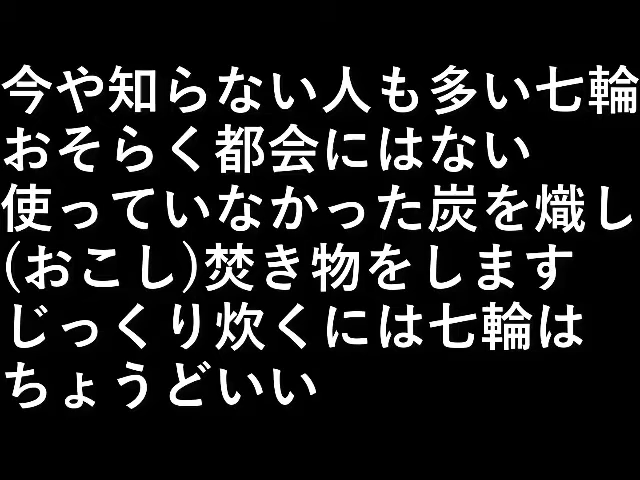 今や知らない人も多い七輪
おそらく都会にはない
使っていなかった炭を熾し
(おこし)焚き物をします
じっくり炊くには七輪は
ちょうどいい